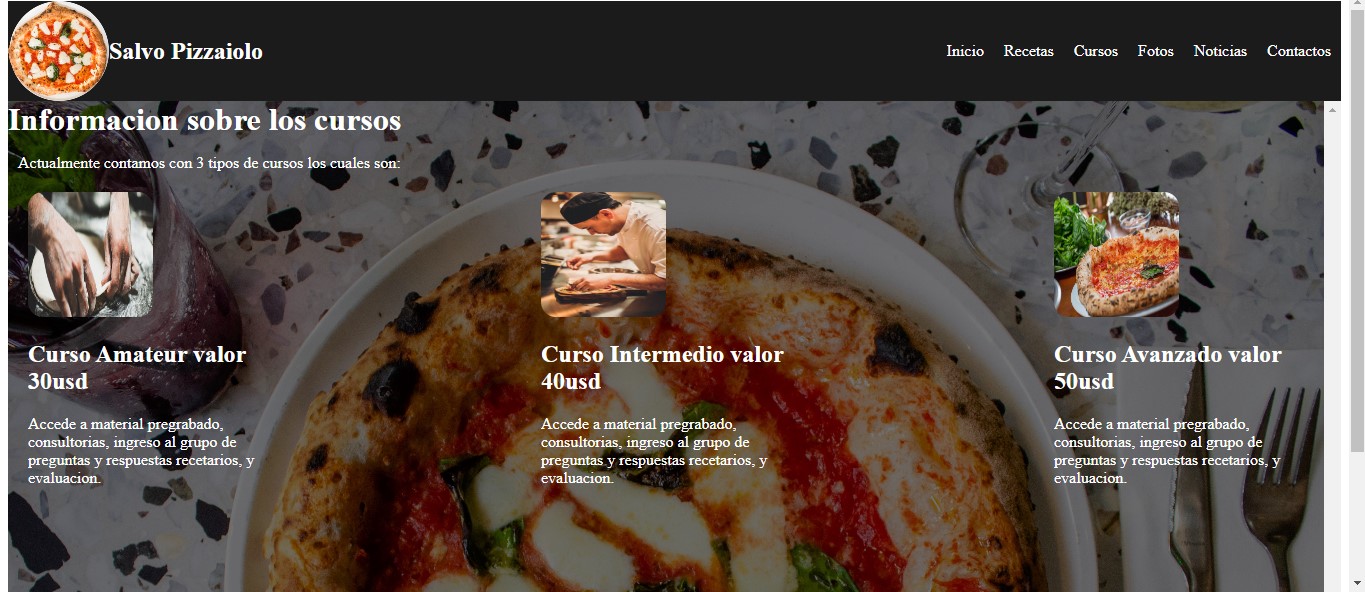 Salvo Pizzaiolo
Inicio Recetas Cursos Fotos Noticias Contactos
Informacion sobre los cursos
Actualmente contamos con 3 tipos de cursos los cuales son:
Curso Amateur valor
30usd
Accede a material pregrabado,
consultorias, ingreso al grupo de
preguntas y respuestas recetarios, y
evaluacion.
Curso Intermedio valor
40usd
Accede a material pregrabado,
consultorias, ingreso al grupo de
preguntas y respuestas recetarios, y
evaluacion.
Curso Avanzado valor
50usd
Accede a material pregrabado,
consultorias, ingreso al grupo de
preguntas y respuestas recetarios, y
evaluacion.